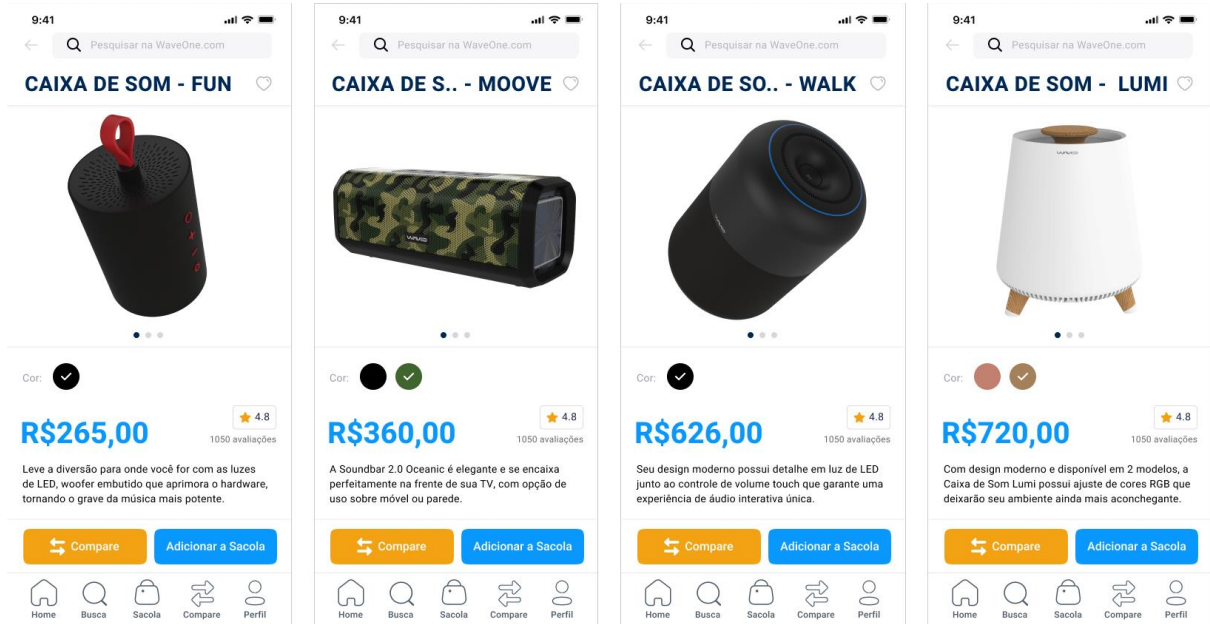 9:41
Pesquisar na WaveOne.com
CAIXA DE SOM - FUN
Cor:
R$265,00
4.8
1050 avaliações
Leve a diversão para onde você for com as luzes
de LED, woofer embutido que aprimora o hardware,
tornando o grave da música mais potente.
Compare
Adicionar a Sacola
Home Busca Sacola Compare Perfil
9:41
Pesquisar na WaveOne.com
CAIXA DE S.. - MOOVE
Cor:
R$360,00
4.8
1050 avaliações
A Soundbar 2.0 Oceanic é elegante e se encaixa
perfeitamente na frente de sua TV, com opção de
uso sobre móvel ou parede.
Compare
Adicionar a Sacola
Home Busca Sacola Compare Perfil
9:41
Pesquisar na WaveOne.com
CAIXA DE SO.. - WALK
Cor:
R$626,00
4.8
1050 avaliações
Seu design moderno possui detalhe em luz de LED
junto ao controle de volume touch que garante uma
experiência de áudio interativa única.
Compare
Adicionar a Sacola
Home Busca Sacola Compare Perfil
9:41
Pesquisar na WaveOne.com
CAIXA DE SOM - LUMI
Cor:
R$720,00
4.8
1050 avaliações
Com design moderno e disponível em 2 modelos, a
Caixa de Som Lumi possui ajuste de cores RGB que
deixarão seu ambiente ainda mais aconchegante.
Compare
Adicionar a Sacola
Home Busca Sacola Compare Perfil